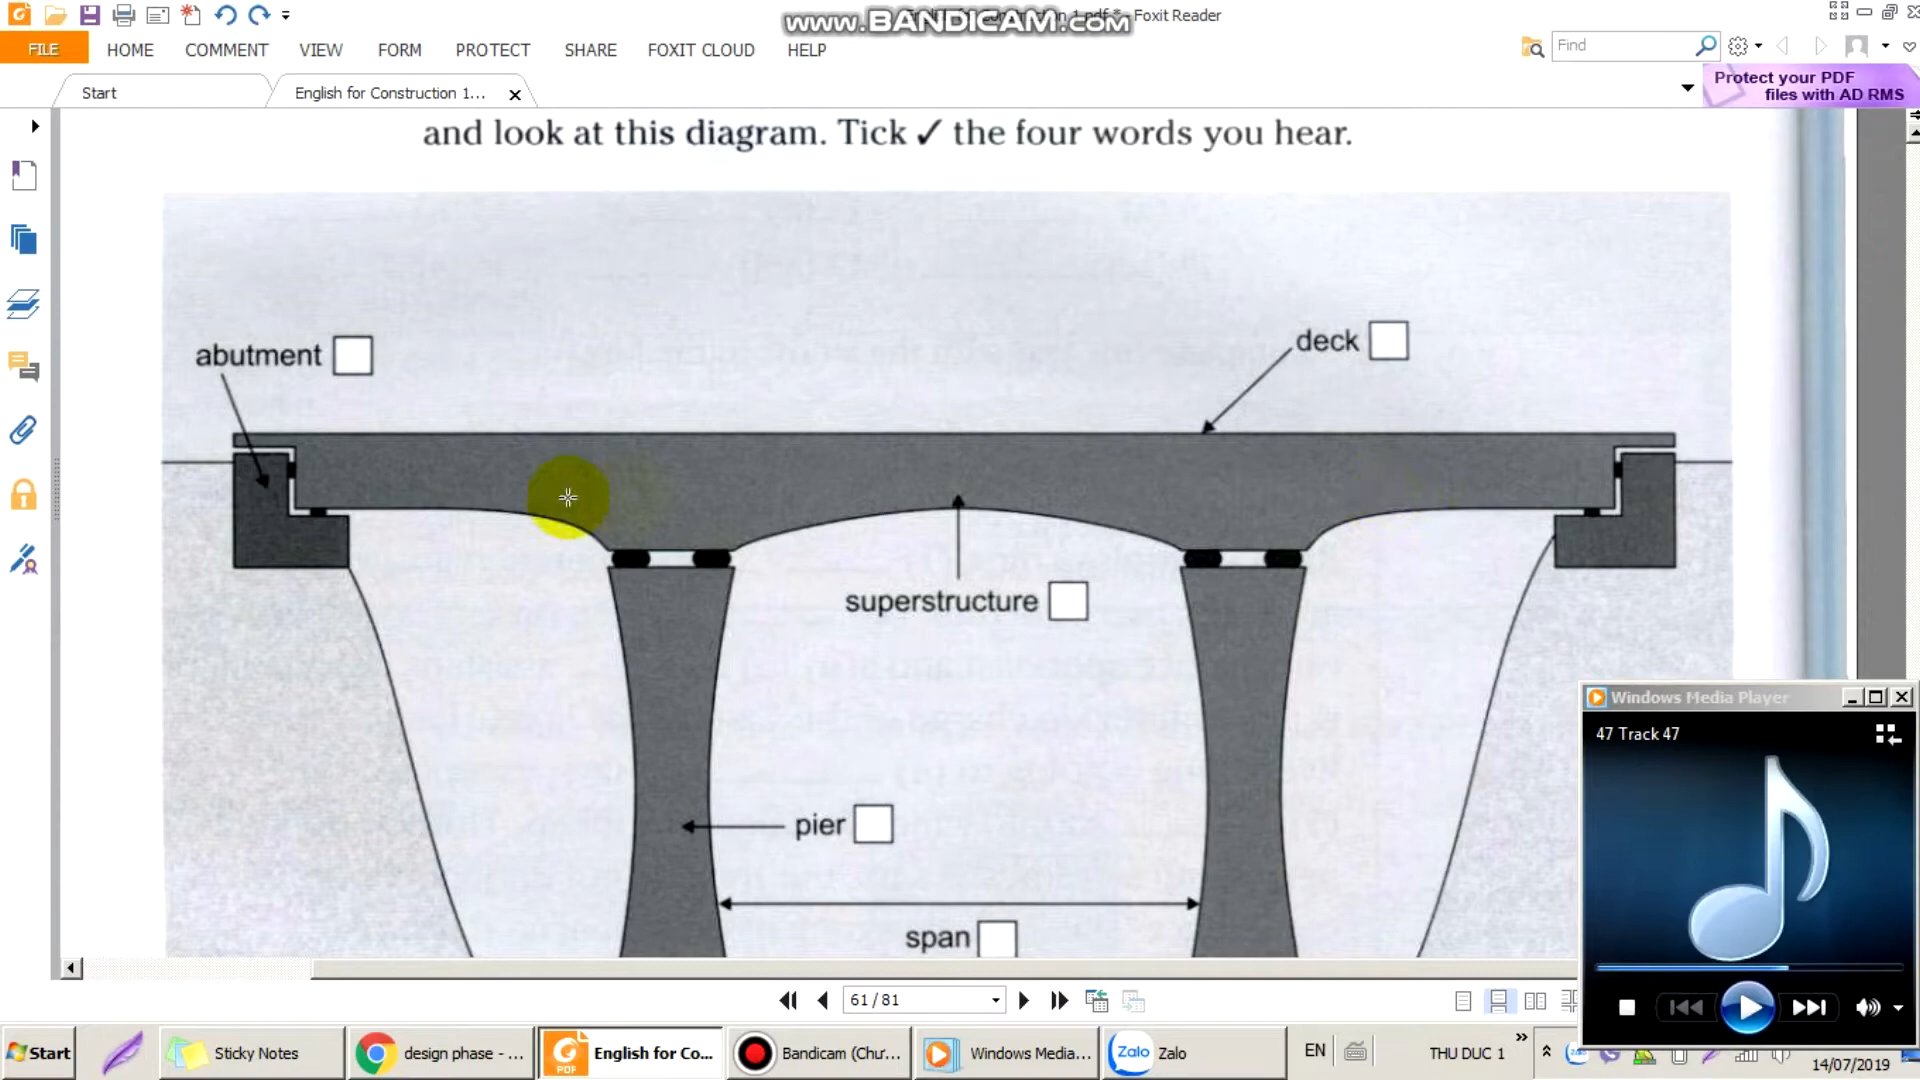 www.BANDICAM.com
- Foxit Reader
FILE
HOME
COMMENT
VIEW
FORM
PROTECT
SHARE
FOXIT CLOUD
HELP
Find
Start
English for Construction 1...
Protect your PDF
files with AD RMS
and look at this diagram. Tick ✓ the four words you hear.
abutment
deck
superstructure
pier
span
Windows Media Player
47 Track 47
61 / 81
Start
Sticky Notes
design phase - ...
PDF
English for Co...
Bandicam (Chư...
Windows Media...
Zalo
Zalo
EN
THU DUC 1
14/07/2019